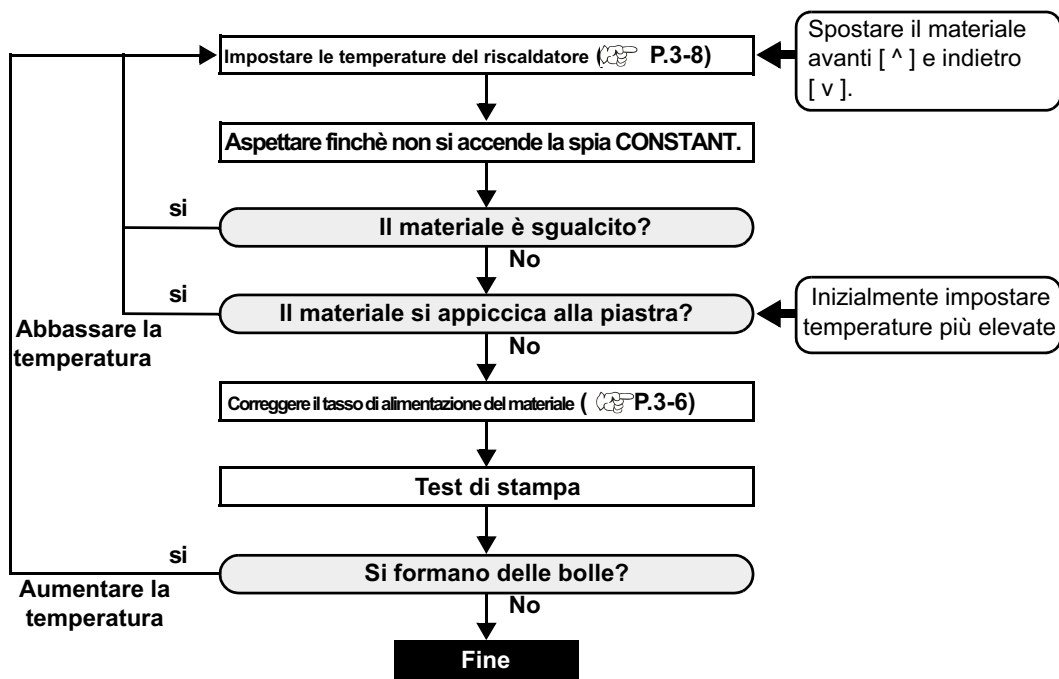 Impostare le temperature del riscaldatore (☞ P.3-8)
Spostare il materiale
avanti [ ^ ] e indietro
[ v ].
Aspettare finchè non si accende la spia CONSTANT.
si
Il materiale è sgualcito?
No
si
Il materiale si appiccica alla piastra?
Inizialmente impostare
temperature più elevate
Abbassare la
temperatura
No
Correggere il tasso di alimentazione del materiale ( ☞P.3-6)
Test di stampa
si
Si formano delle bolle?
Aumentare la
temperatura
No
Fine